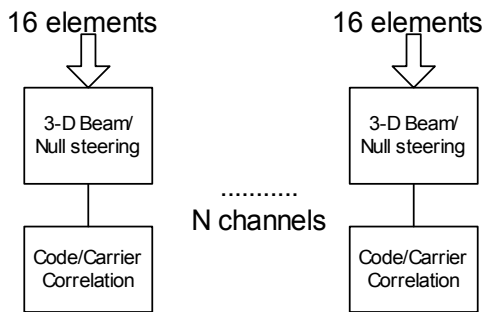 16 elements
3-D Beam/
Null steering
Code/Carrier
Correlation
...........
N channels
16 elements
3-D Beam/
Null steering
Code/Carrier
Correlation